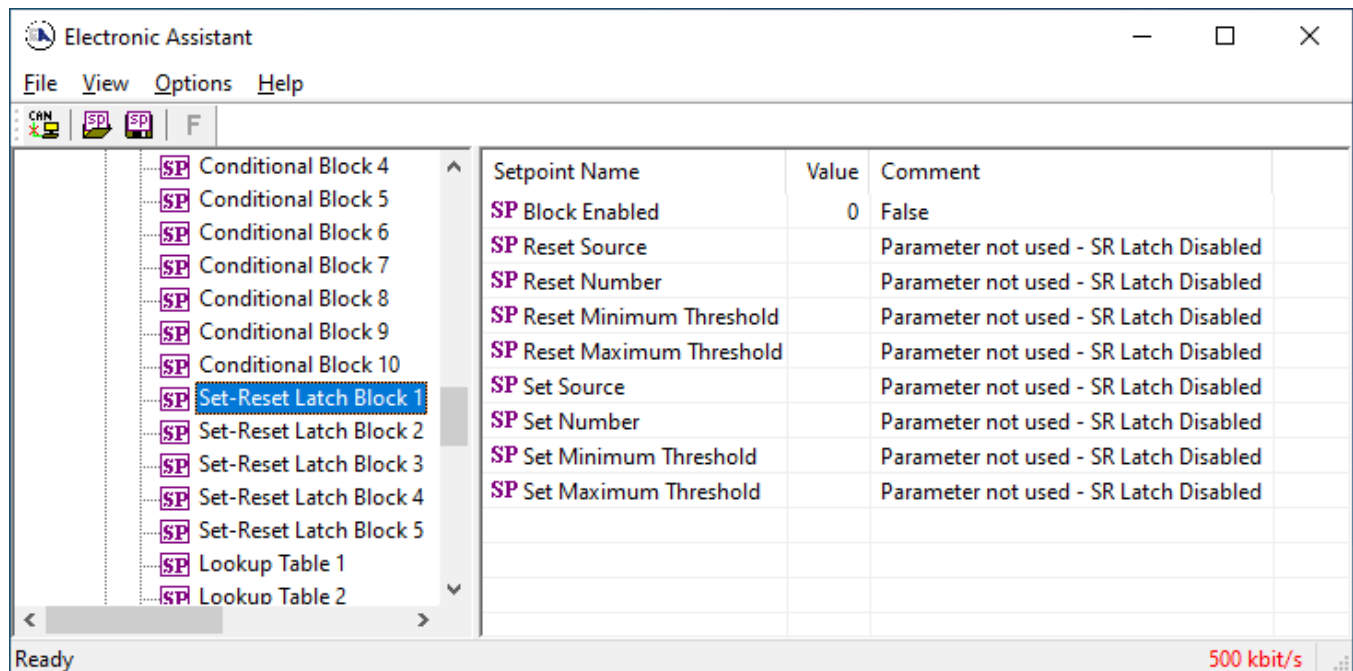 Electronic Assistant
File View Options Help
CAN SP SP F
SP Conditional Block 4
SP Conditional Block 5
SP Conditional Block 6
SP Conditional Block 7
SP Conditional Block 8
SP Conditional Block 9
SP Conditional Block 10
SP Set-Reset Latch Block 1
SP Set-Reset Latch Block 2
SP Set-Reset Latch Block 3
SP Set-Reset Latch Block 4
SP Set-Reset Latch Block 5
SP Lookup Table 1
SP Lookup Table 2
Setpoint Name Value Comment
SP Block Enabled 0 False
SP Reset Source Parameter not used - SR Latch Disabled
SP Reset Number Parameter not used - SR Latch Disabled
SP Reset Minimum Threshold Parameter not used - SR Latch Disabled
SP Reset Maximum Threshold Parameter not used - SR Latch Disabled
SP Set Source Parameter not used - SR Latch Disabled
SP Set Number Parameter not used - SR Latch Disabled
SP Set Minimum Threshold Parameter not used - SR Latch Disabled
SP Set Maximum Threshold Parameter not used - SR Latch Disabled
Ready 500 kbit/s